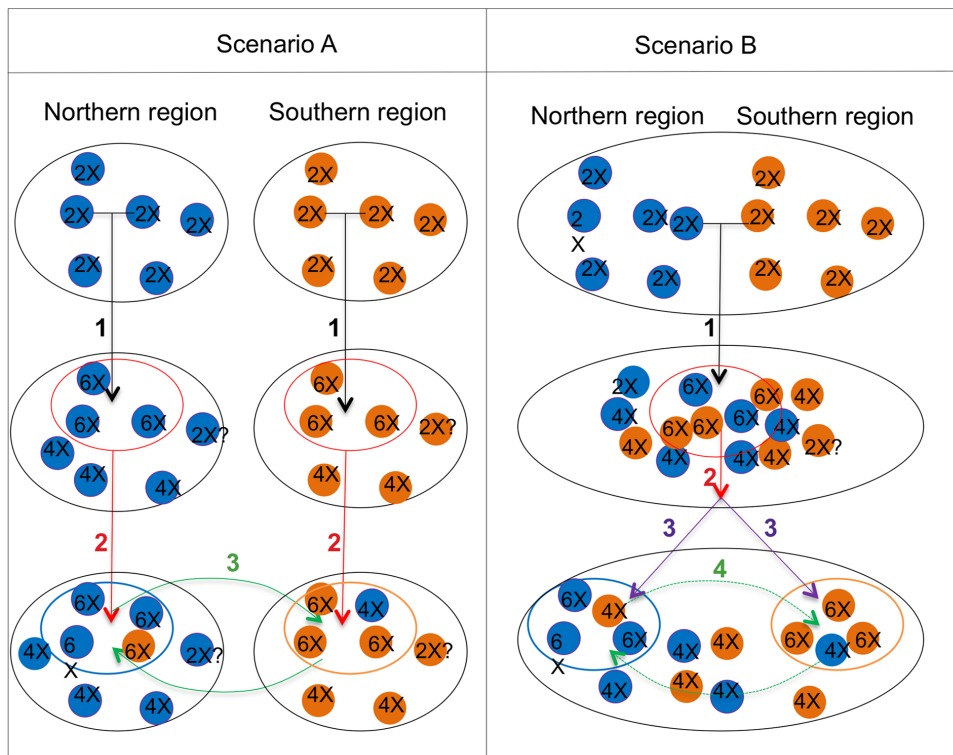 Scenario A
Northern region Southern region
2X 2X
2X 2X 2X 2X 2X 2X
2X 2X 2X 2X
1 1
6X 6X
6X 6X 2X? 6X 6X 2X?
4X 4X 4X 4X 4X
2 2
3
6X 6X 6X 4X
4X 6 6X 2X? 6X 6X 2X?
X
4X 4X 4X 4X
Scenario B
Northern region Southern region
2X 2X
2 2X 2X 2X 2X 2X
X
2X 2X 2X 2X
1
2X 6X 6X 4X
4X 6X 6X 6X 4X
4X 4X 4X 4X 2X?
2
3 3
4
6X 4X 6X
6 6X 4X 4X 6X 4X 6X
X
4X 4X 4X 4X